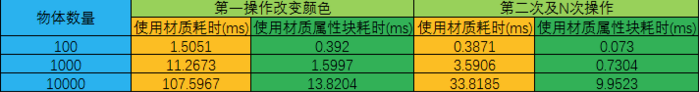 物体数量 第一操作改变颜色 第二次及N次操作
使用材质耗时(ms) 使用材质属性块耗时(ms) 使用材质耗时(ms) 使用材质属性块耗时(ms)
100 1.5051 0.392 0.3871 0.073
1000 11.2673 1.5997 3.5906 0.7304
10000 107.5967 13.8204 33.8185 9.9523